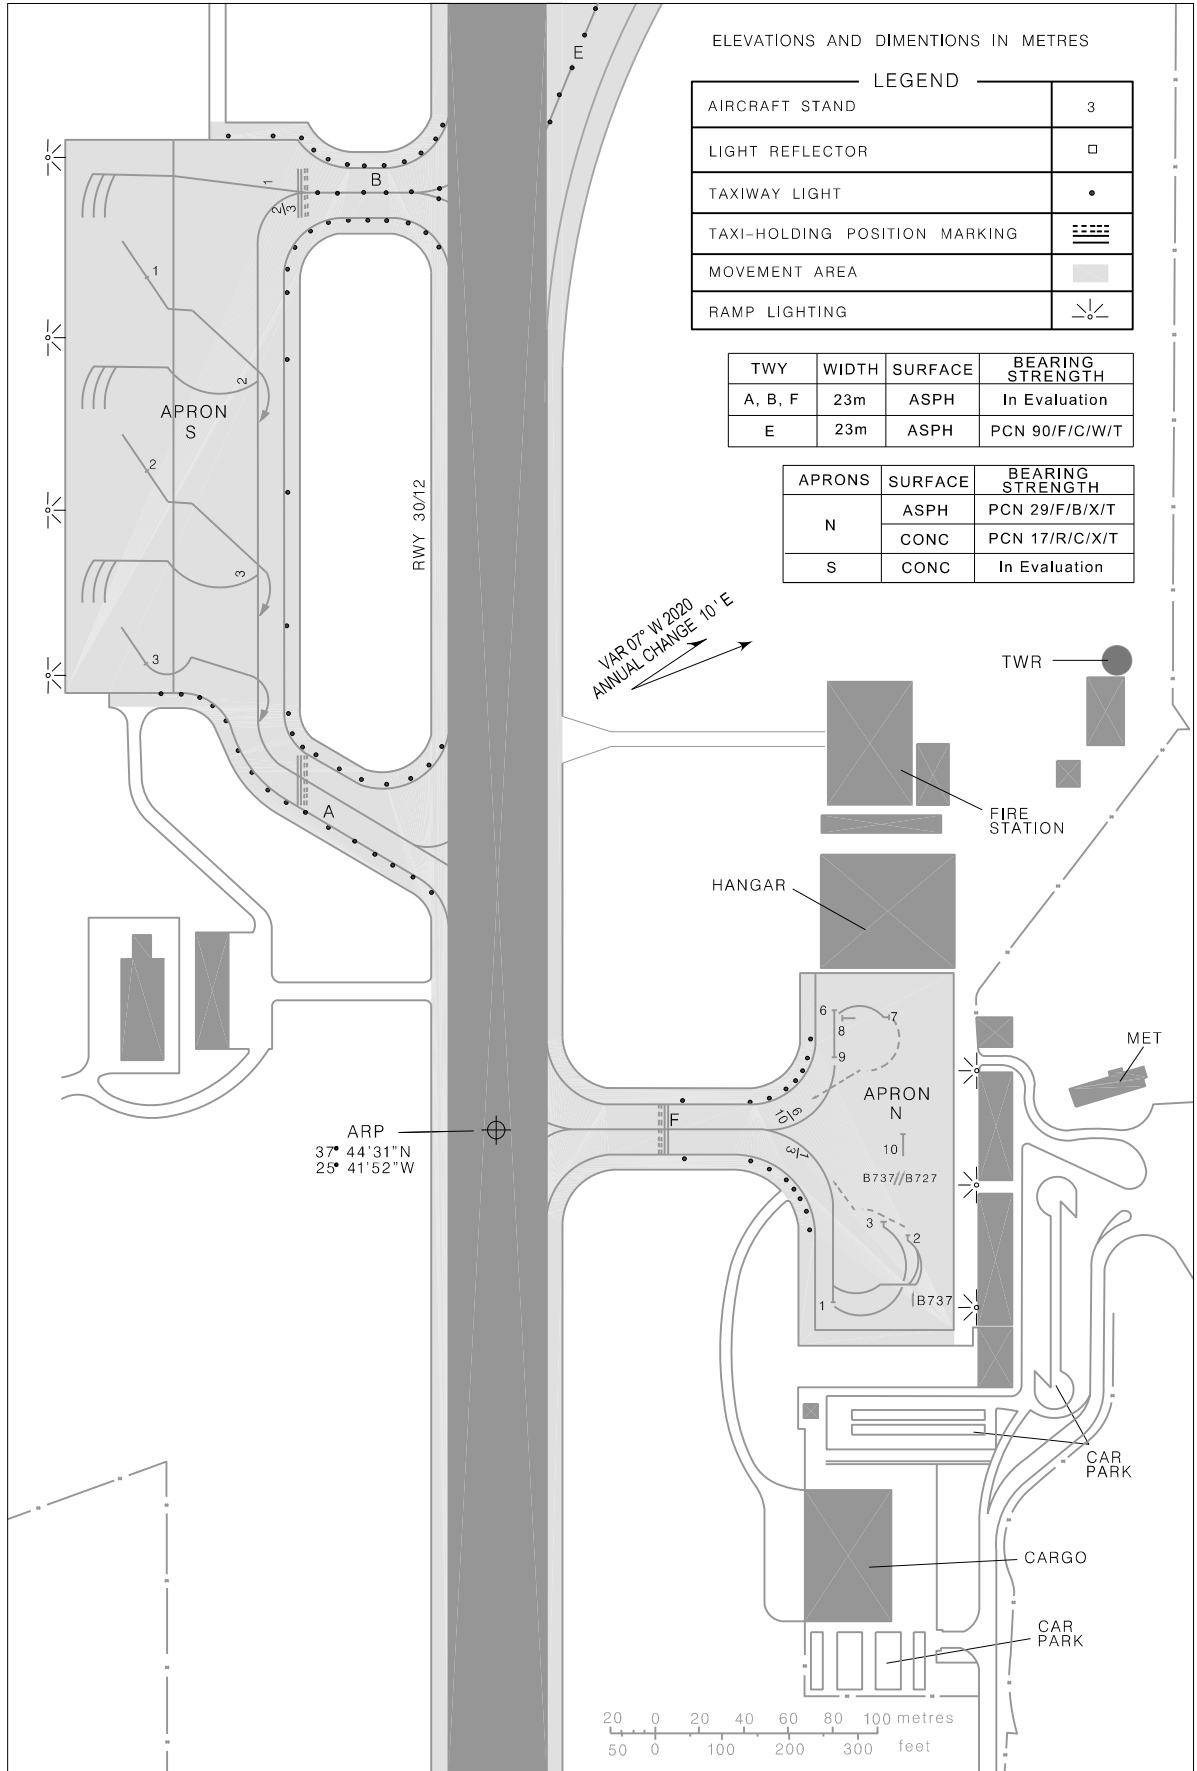 ELEVATIONS AND DIMENTIONS IN METRES
LEGEND
AIRCRAFT STAND 3
LIGHT REFLECTOR
TAXIWAY LIGHT
TAXI-HOLDING POSITION MARKING
MOVEMENT AREA
RAMP LIGHTING
TWY WIDTH SURFACE BEARING STRENGTH
A, B, F 23m ASPH In Evaluation
E 23m ASPH PCN 90/F/C/W/T
APRONS SURFACE BEARING STRENGTH
N ASPH PCN 29/F/B/X/T
CONC PCN 17/R/C/X/T
S CONC In Evaluation
E
B
1
2/3
1
2
APRON
S
2
3
3
RWY 30/12
VAR 07° W 2020
ANNUAL CHANGE 10' E
TWR
FIRE
STATION
HANGAR
A
6
7
8
9
MET
APRON
N
F
6/10
1/3
10
B737//B727
3
2
1
B737
ARP
37° 44'31"N
25° 41'52"W
CAR
PARK
CARGO
CAR
PARK
20 0 20 40 60 80 100 metres
50 0 100 200 300 feet